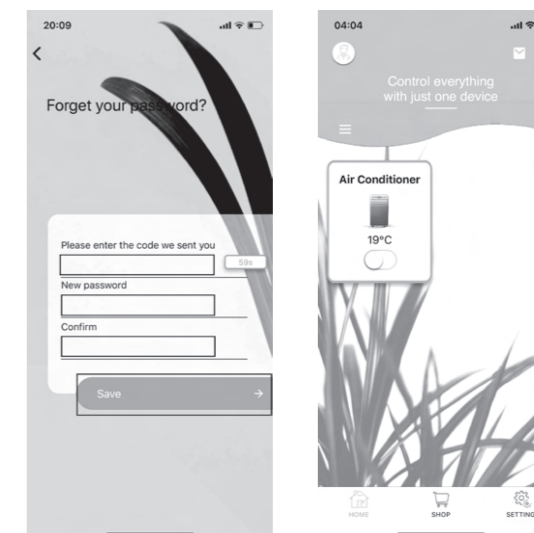 20:09
Forget your password?
Please enter the code we sent you
59s
New password
Confirm
Save
04:04
Control everything
with just one device
Air Conditioner
19°C
HOME
SHOP
SETTING